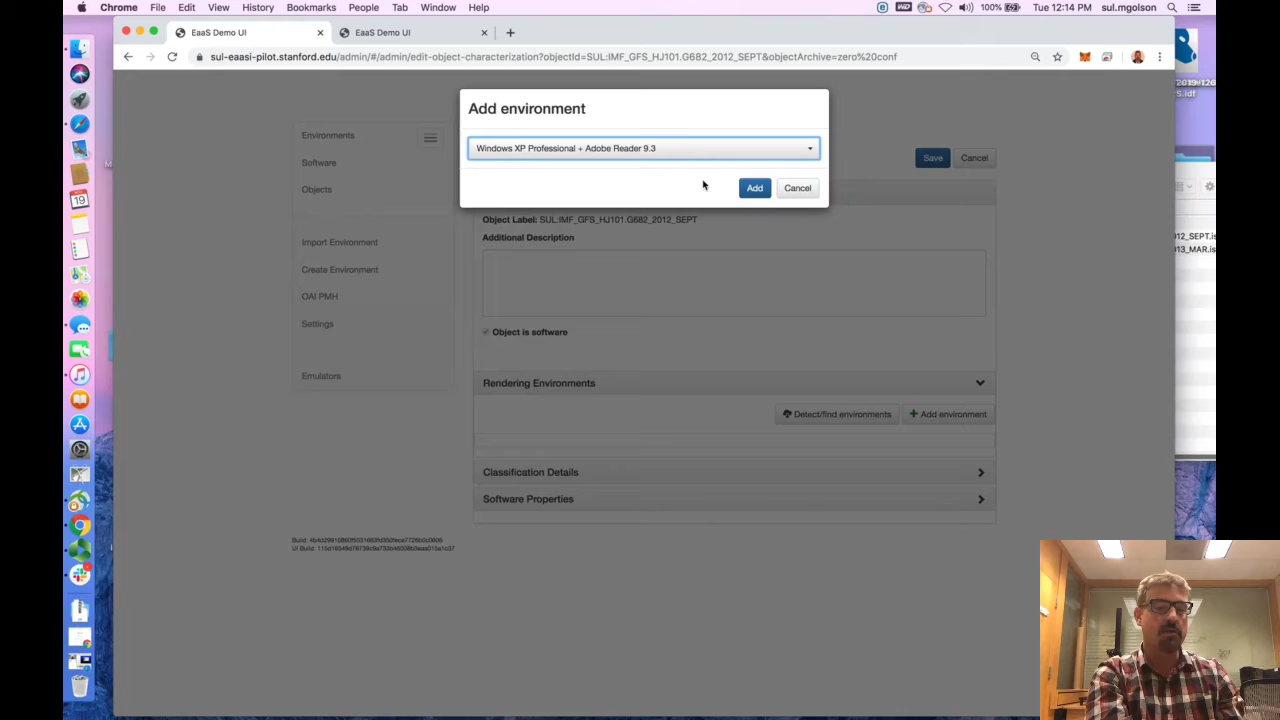 Chrome File Edit View History Bookmarks People Tab Window Help
100% Tue 12:14 PM sul.mgolson
EaaS Demo UI
EaaS Demo UI
sul-eaasi-pilot.stanford.edu/admin/#/admin/edit-object-characterization?objectId=SUL:IMF_GFS_HJ101.G682_2012_SEPT&objectArchive=zero%20conf
Add environment
Windows XP Professional + Adobe Reader 9.3
Add
Cancel
Environments
Software
Objects
Import Environment
Create Environment
OAI PMH
Settings
Emulators
Save
Cancel
Object Label: SUL:IMF_GFS_HJ101.G682_2012_SEPT
Additional Description
Object is software
Rendering Environments
Detect/find environments
Add environment
Classification Details
Software Properties
012_SEPT.is
013_MAR.is